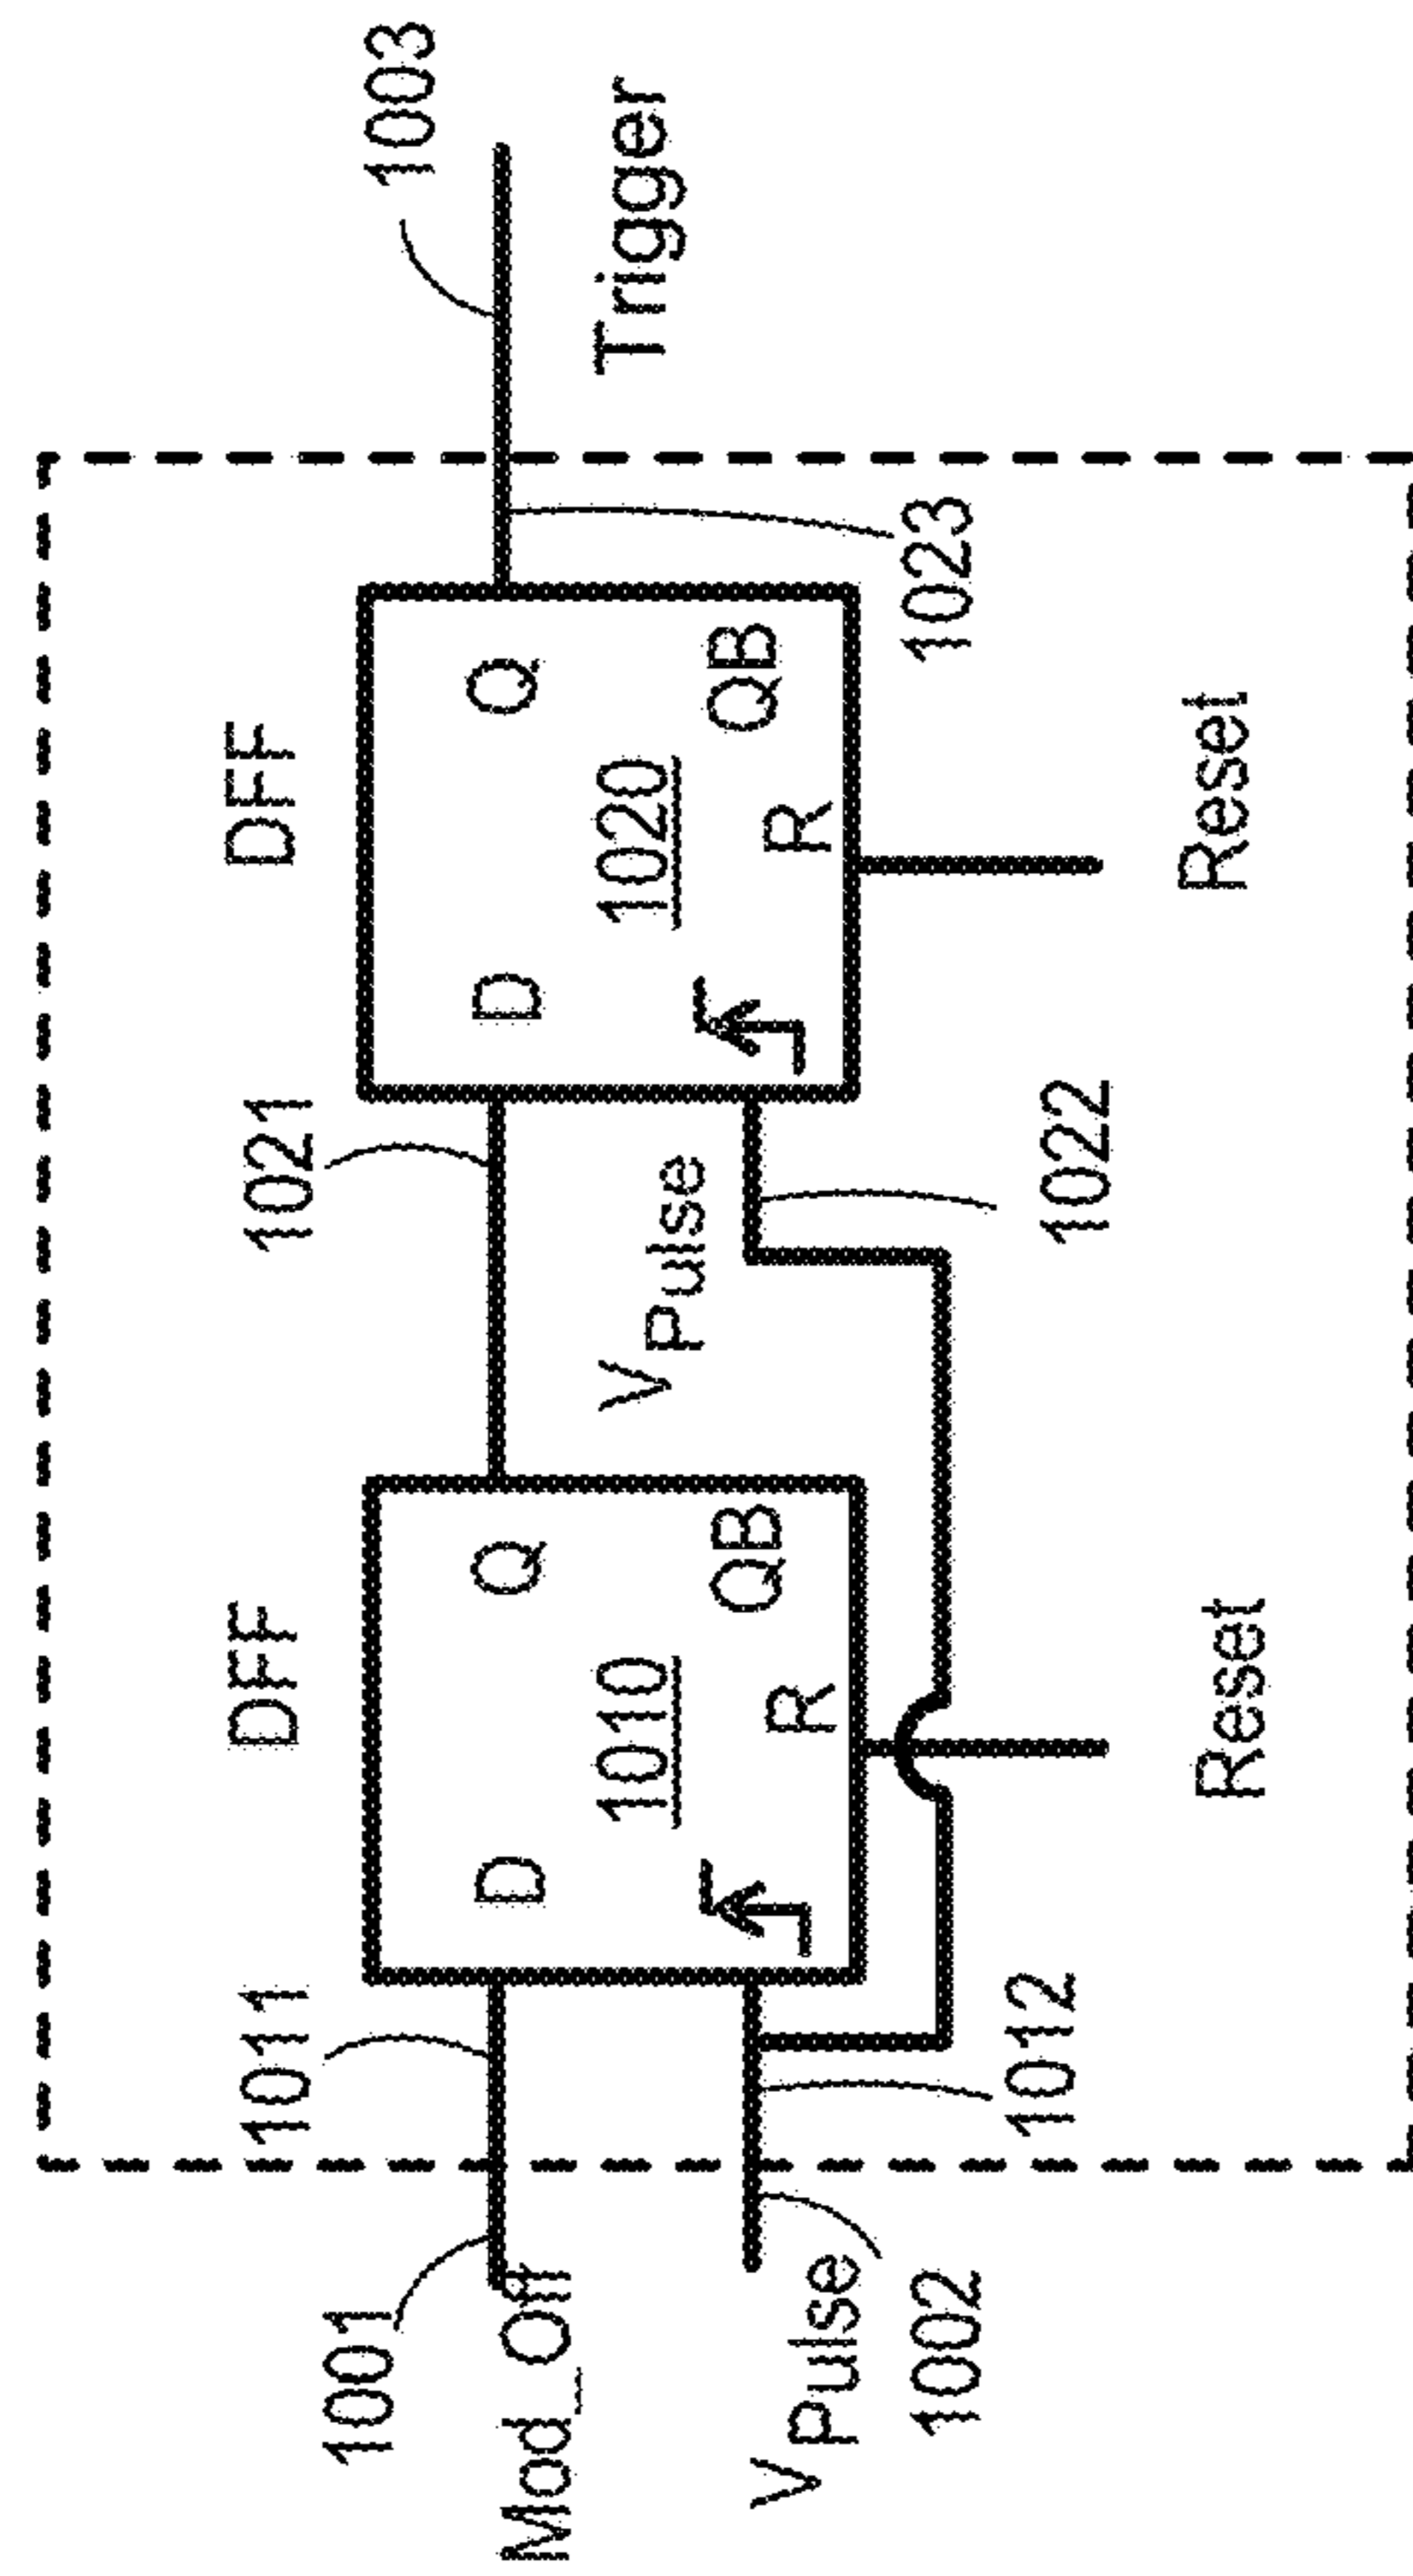 DFF
DFF
1001
1011
1021
1003
Mod_Off
D
Q
D
Q
Trigger
1010
VPulse
1020
VPulse
R
QB
R
QB
1002
1012
1022
1023
Reset
Reset